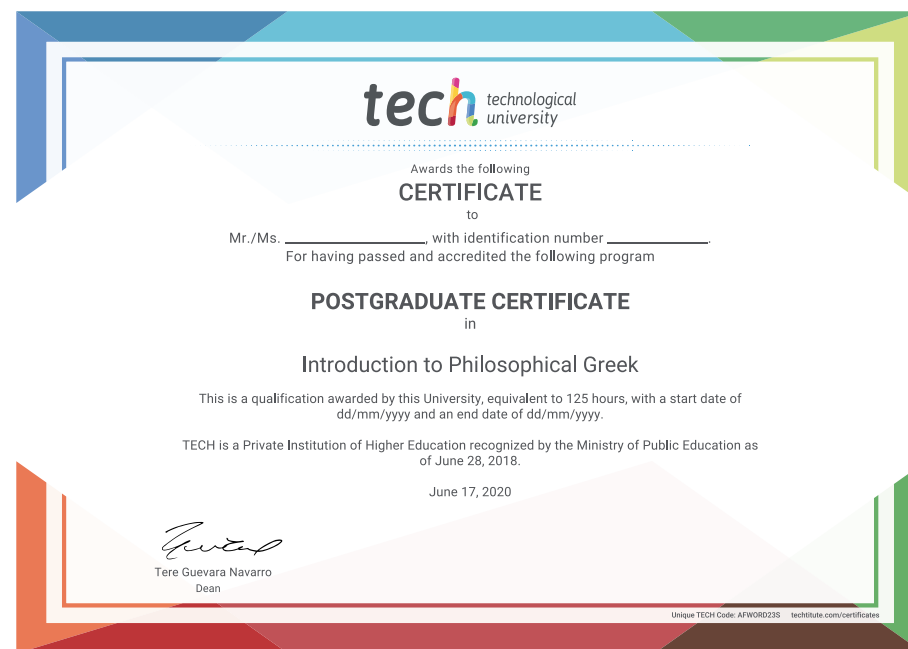 tech technological
university
Awards the following
CERTIFICATE
to
Mr./Ms. ____________________, with identification number ______________.
For having passed and accredited the following program
POSTGRADUATE CERTIFICATE
in
Introduction to Philosophical Greek
This is a qualification awarded by this University, equivalent to 125 hours, with a start date of
dd/mm/yyyy and an end date of dd/mm/yyyy.
TECH is a Private Institution of Higher Education recognized by the Ministry of Public Education as
of June 28, 2018.
June 17, 2020
Tere Guevara Navarro
Dean
Unique TECH Code: AFWORD23S techtitute.com/certificates